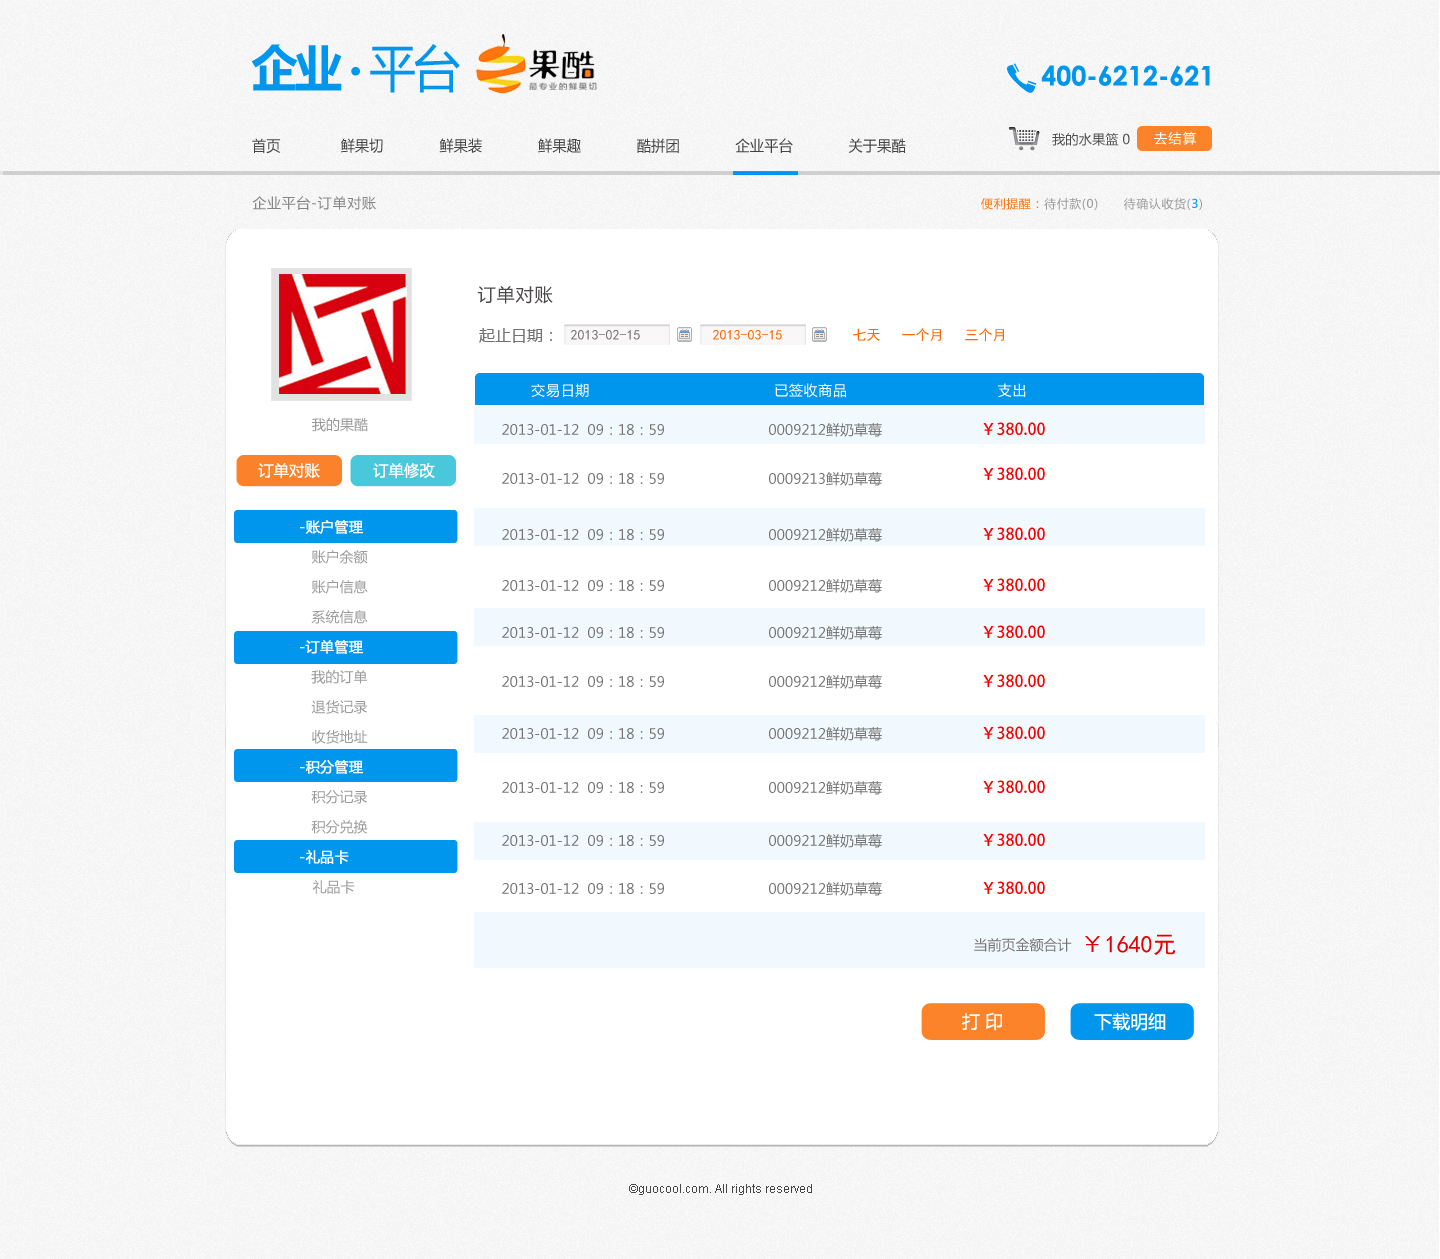 企业·平台 果酷
最专业的鲜果切
400-6212-621
首页 鲜果切 鲜果装 鲜果趣 酷拼团 企业平台 关于果酷
我的水果篮 0 去结算
企业平台-订单对账
便利提醒：待付款(0) 待确认收货(3)
我的果酷
订单对账 订单修改
-账户管理
账户余额
账户信息
系统信息
-订单管理
我的订单
退货记录
收货地址
-积分管理
积分记录
积分兑换
-礼品卡
礼品卡
订单对账
起止日期： 2013-02-15 2013-03-15 七天 一个月 三个月
交易日期 已签收商品 支出
2013-01-12 09：18：59 0009212鲜奶草莓 ￥380.00
2013-01-12 09：18：59 0009213鲜奶草莓 ￥380.00
2013-01-12 09：18：59 0009212鲜奶草莓 ￥380.00
2013-01-12 09：18：59 0009212鲜奶草莓 ￥380.00
2013-01-12 09：18：59 0009212鲜奶草莓 ￥380.00
2013-01-12 09：18：59 0009212鲜奶草莓 ￥380.00
2013-01-12 09：18：59 0009212鲜奶草莓 ￥380.00
2013-01-12 09：18：59 0009212鲜奶草莓 ￥380.00
2013-01-12 09：18：59 0009212鲜奶草莓 ￥380.00
2013-01-12 09：18：59 0009212鲜奶草莓 ￥380.00
当前页金额合计 ￥1640元
打 印 下载明细
©guocool.com. All rights reserved